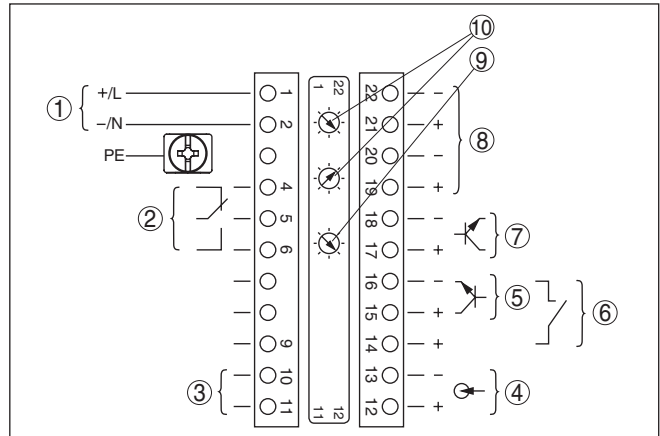 ⑩
⑨
① +/L 1 1 22 22 −
−/N 2 21 + ⑧
PE 20 −
4 19 +
② 5 18 − ⑦
6 17 +
16 − ⑤ ⑥
15 +
9 14 +
③ 10 13 − ④
11 11 12 12 +